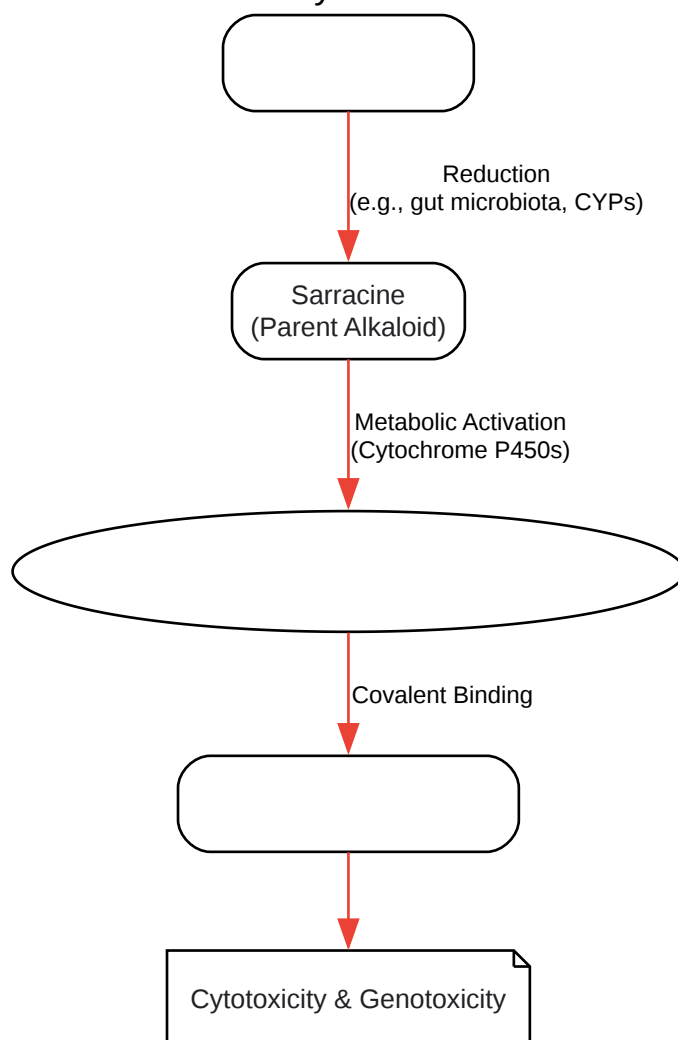 Reduction
(e.g., gut microbiota, CYPs)
Sarracine
(Parent Alkaloid)
Metabolic Activation
(Cytochrome P450s)
Covalent Binding
Cytotoxicity & Genotoxicity